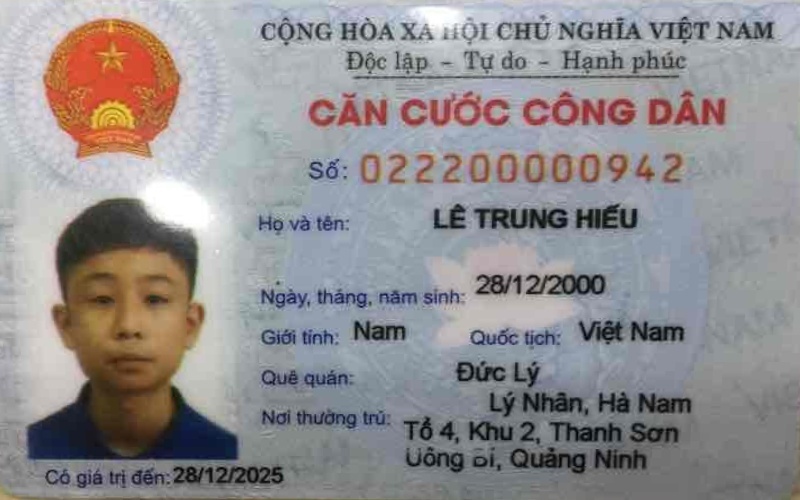 CỘNG HÒA XÃ HỘI CHỦ NGHĨA VIỆT NAM
Độc lập - Tự do - Hạnh phúc
CĂN CƯỚC CÔNG DÂN
Số: 022200000942
Họ và tên: LÊ TRUNG HIẾU
Ngày, tháng, năm sinh: 28/12/2000
Giới tính: Nam Quốc tịch: Việt Nam
Quê quán: Đức Lý
Lý Nhân, Hà Nam
Nơi thường trú: Tổ 4, Khu 2, Thanh Sơn
Uông Bí, Quảng Ninh
Có giá trị đến: 28/12/2025